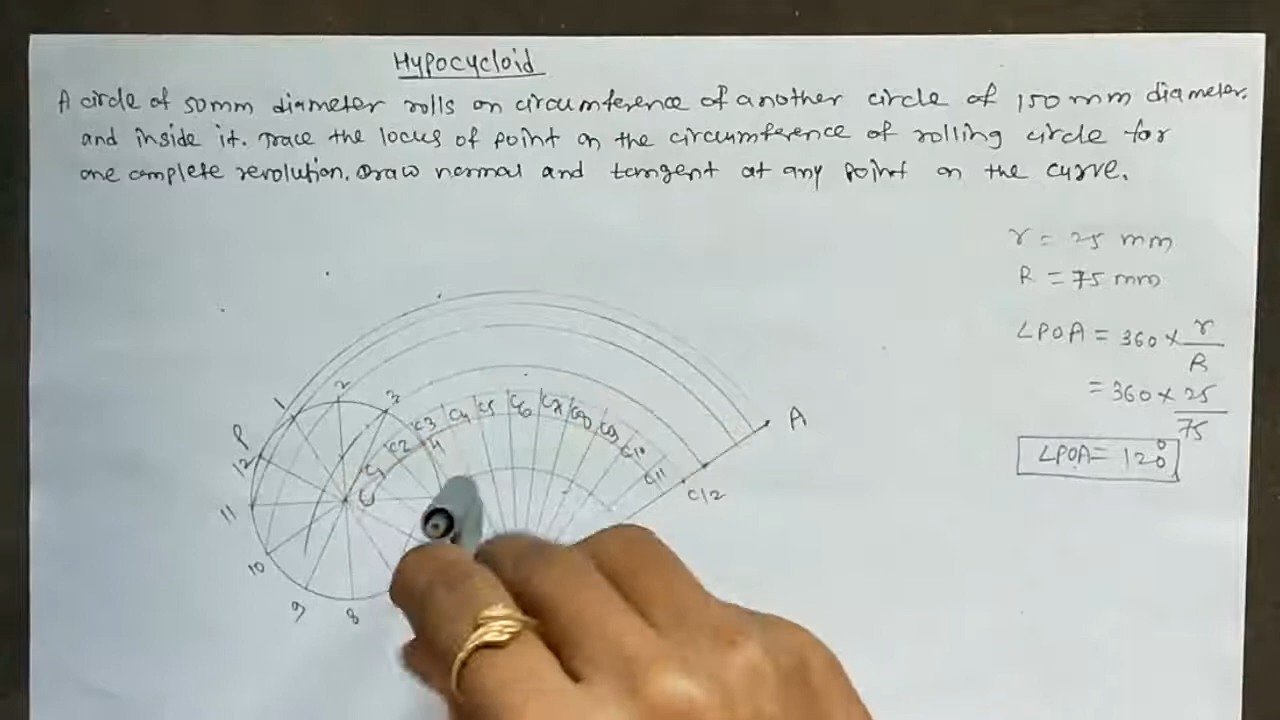 Hypocycloid
A circle of 50mm diameter rolls on circumference of another circle of 150 mm diameter.
and inside it. Trace the locus of point on the circumference of rolling circle for
one complete revolution. Draw normal and tangent at any point on the curve.
r = 25 mm
R = 75 mm
∠POA = 360 × r
R
= 360 × 25
75
∠POA = 120°
P
12
1
2
3
4
11
10
9
8
C
C1
C2
C3
C4
C5
C6
C7
C8
C9
C10
C11
C12
A